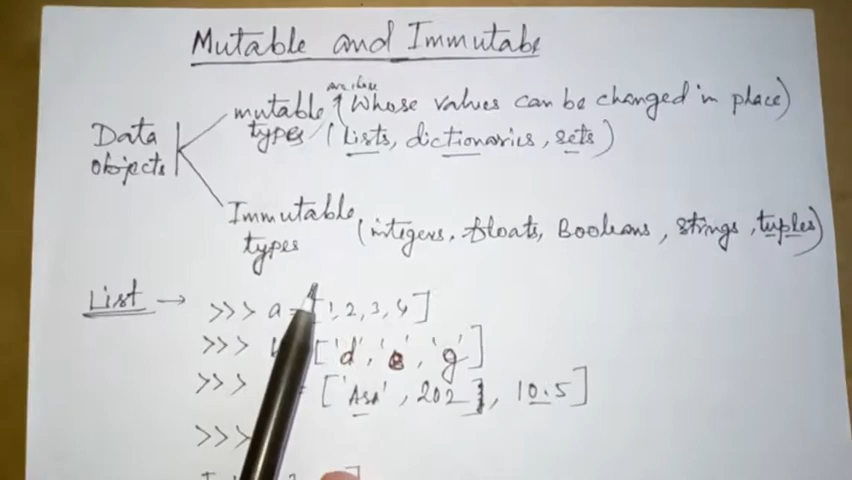 Mutable and Immutabe
are those
mutable (Whose values can be changed in place)
Data
types (Lists, dictionaries, sets)
objects
Immutable
types (integers, floats, Booleans, strings, tuples)
List → >>> a = [1, 2, 3, 4]
>>> ['d', 'e', 'g']
>>> = ['Asa', 202], 10.5]
>>>